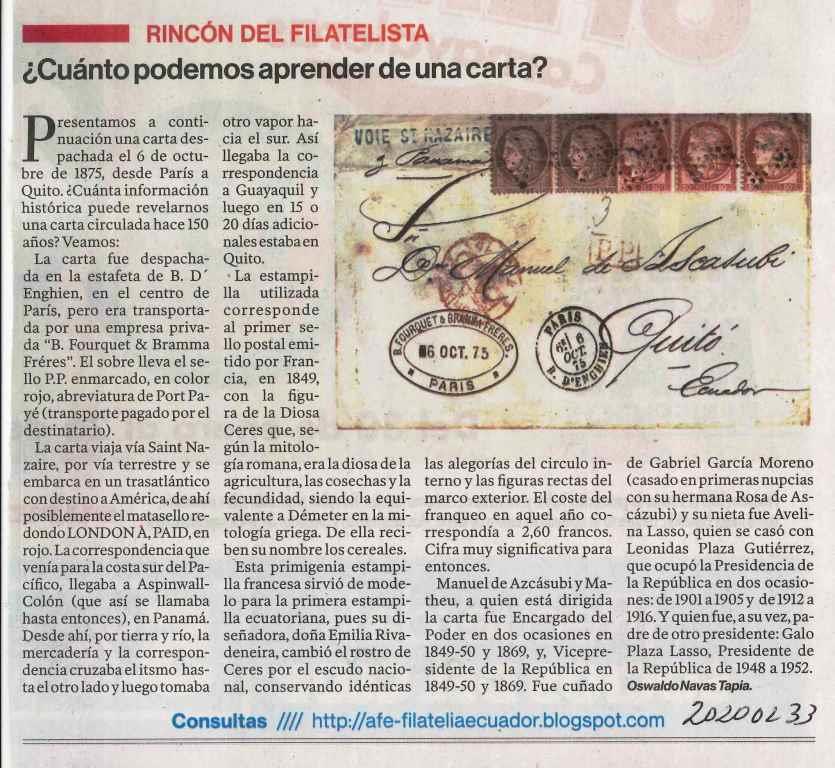 RINCÓN DEL FILATELISTA
¿Cuánto podemos aprender de una carta?
Presentamos a conti-
nuación una carta des-
pachada el 6 de octu-
bre de 1875, desde París a
Quito. ¿Cuánta información
histórica puede revelarnos
una carta circulada hace 150
años? Veamos:
La carta fue despacha-
da en la estafeta de B. D´
Enghien, en el centro de
París, pero era transporta-
da por una empresa priva-
da “B. Fourquet & Bramma
Fréres”. El sobre lleva el se-
llo P.P. enmarcado, en color
rojo, abreviatura de Port Pa-
yé (transporte pagado por el
destinatario).
La carta viaja vía Saint Na-
zaire, por vía terrestre y se
embarca en un trasatlántico
con destino a América, de ahí
posiblemente el matasello re-
dondo LONDON A, PAID, en
rojo. La correspondencia que
venía para la costa sur del Pa-
cífico, llegaba a Aspinwall-
Colón (que así se llamaba
hasta entonces), en Panamá.
Desde ahí, por tierra y río, la
mercadería y la correspon-
dencia cruzaba el itsmo has-
ta el otro lado y luego tomaba
otro vapor ha-
cia el sur. Así
llegaba la co-
rrespondencia
a Guayaquil y
luego en 15 o
20 días adicio-
nales estaba en
Quito.
La estampi-
lla utilizada
corresponde
al primer se-
llo postal emi-
tido por Fran-
cia, en 1849,
con la figu-
ra de la Diosa
Ceres que, se-
gún la mitolo-
gía romana, era la diosa de la
agricultura, las cosechas y la
fecundidad, siendo la equi-
valente a Démeter en la mi-
tología griega. De ella reci-
ben su nombre los cereales.
Esta primigenia estampi-
lla francesa sirvió de mode-
lo para la primera estampi-
lla ecuatoriana, pues su di-
señadora, doña Emilia Riva-
deneira, cambió el rostro de
Ceres por el escudo nacio-
nal, conservando idénticas
VOIE ST NAZAIRE
y Panama
3
P.P.
Don Manuel de Ascasubi
Quito
Ecuador
B. FOURQUET & BRAMMA FRÈRES.
6 OCT. 75
PARIS
PARIS
6
OCT.
75
B. D'ENGHIEN
las alegorías del circulo in-
terno y las figuras rectas del
marco exterior. El coste del
franqueo en aquel año co-
rrespondía a 2,60 francos.
Cifra muy significativa para
entonces.
Manuel de Azcásubi y Ma-
theu, a quien está dirigida
la carta fue Encargado del
Poder en dos ocasiones en
1849-50 y 1869, y, Vicepre-
sidente de la República en
1849-50 y 1869. Fue cuñado
de Gabriel García Moreno
(casado en primeras nupcias
con su hermana Rosa de As-
cázubi) y su nieta fue Aveli-
na Lasso, quien se casó con
Leonidas Plaza Gutiérrez,
que ocupó la Presidencia de
la República en dos ocasio-
nes: de 1901 a 1905 y de 1912 a
1916. Y quien fue, a su vez, pa-
dre de otro presidente: Galo
Plaza Lasso, Presidente de
la República de 1948 a 1952.
Oswaldo Navas Tapia.
Consultas //// http://afe-filateliaecuador.blogspot.com
20200233